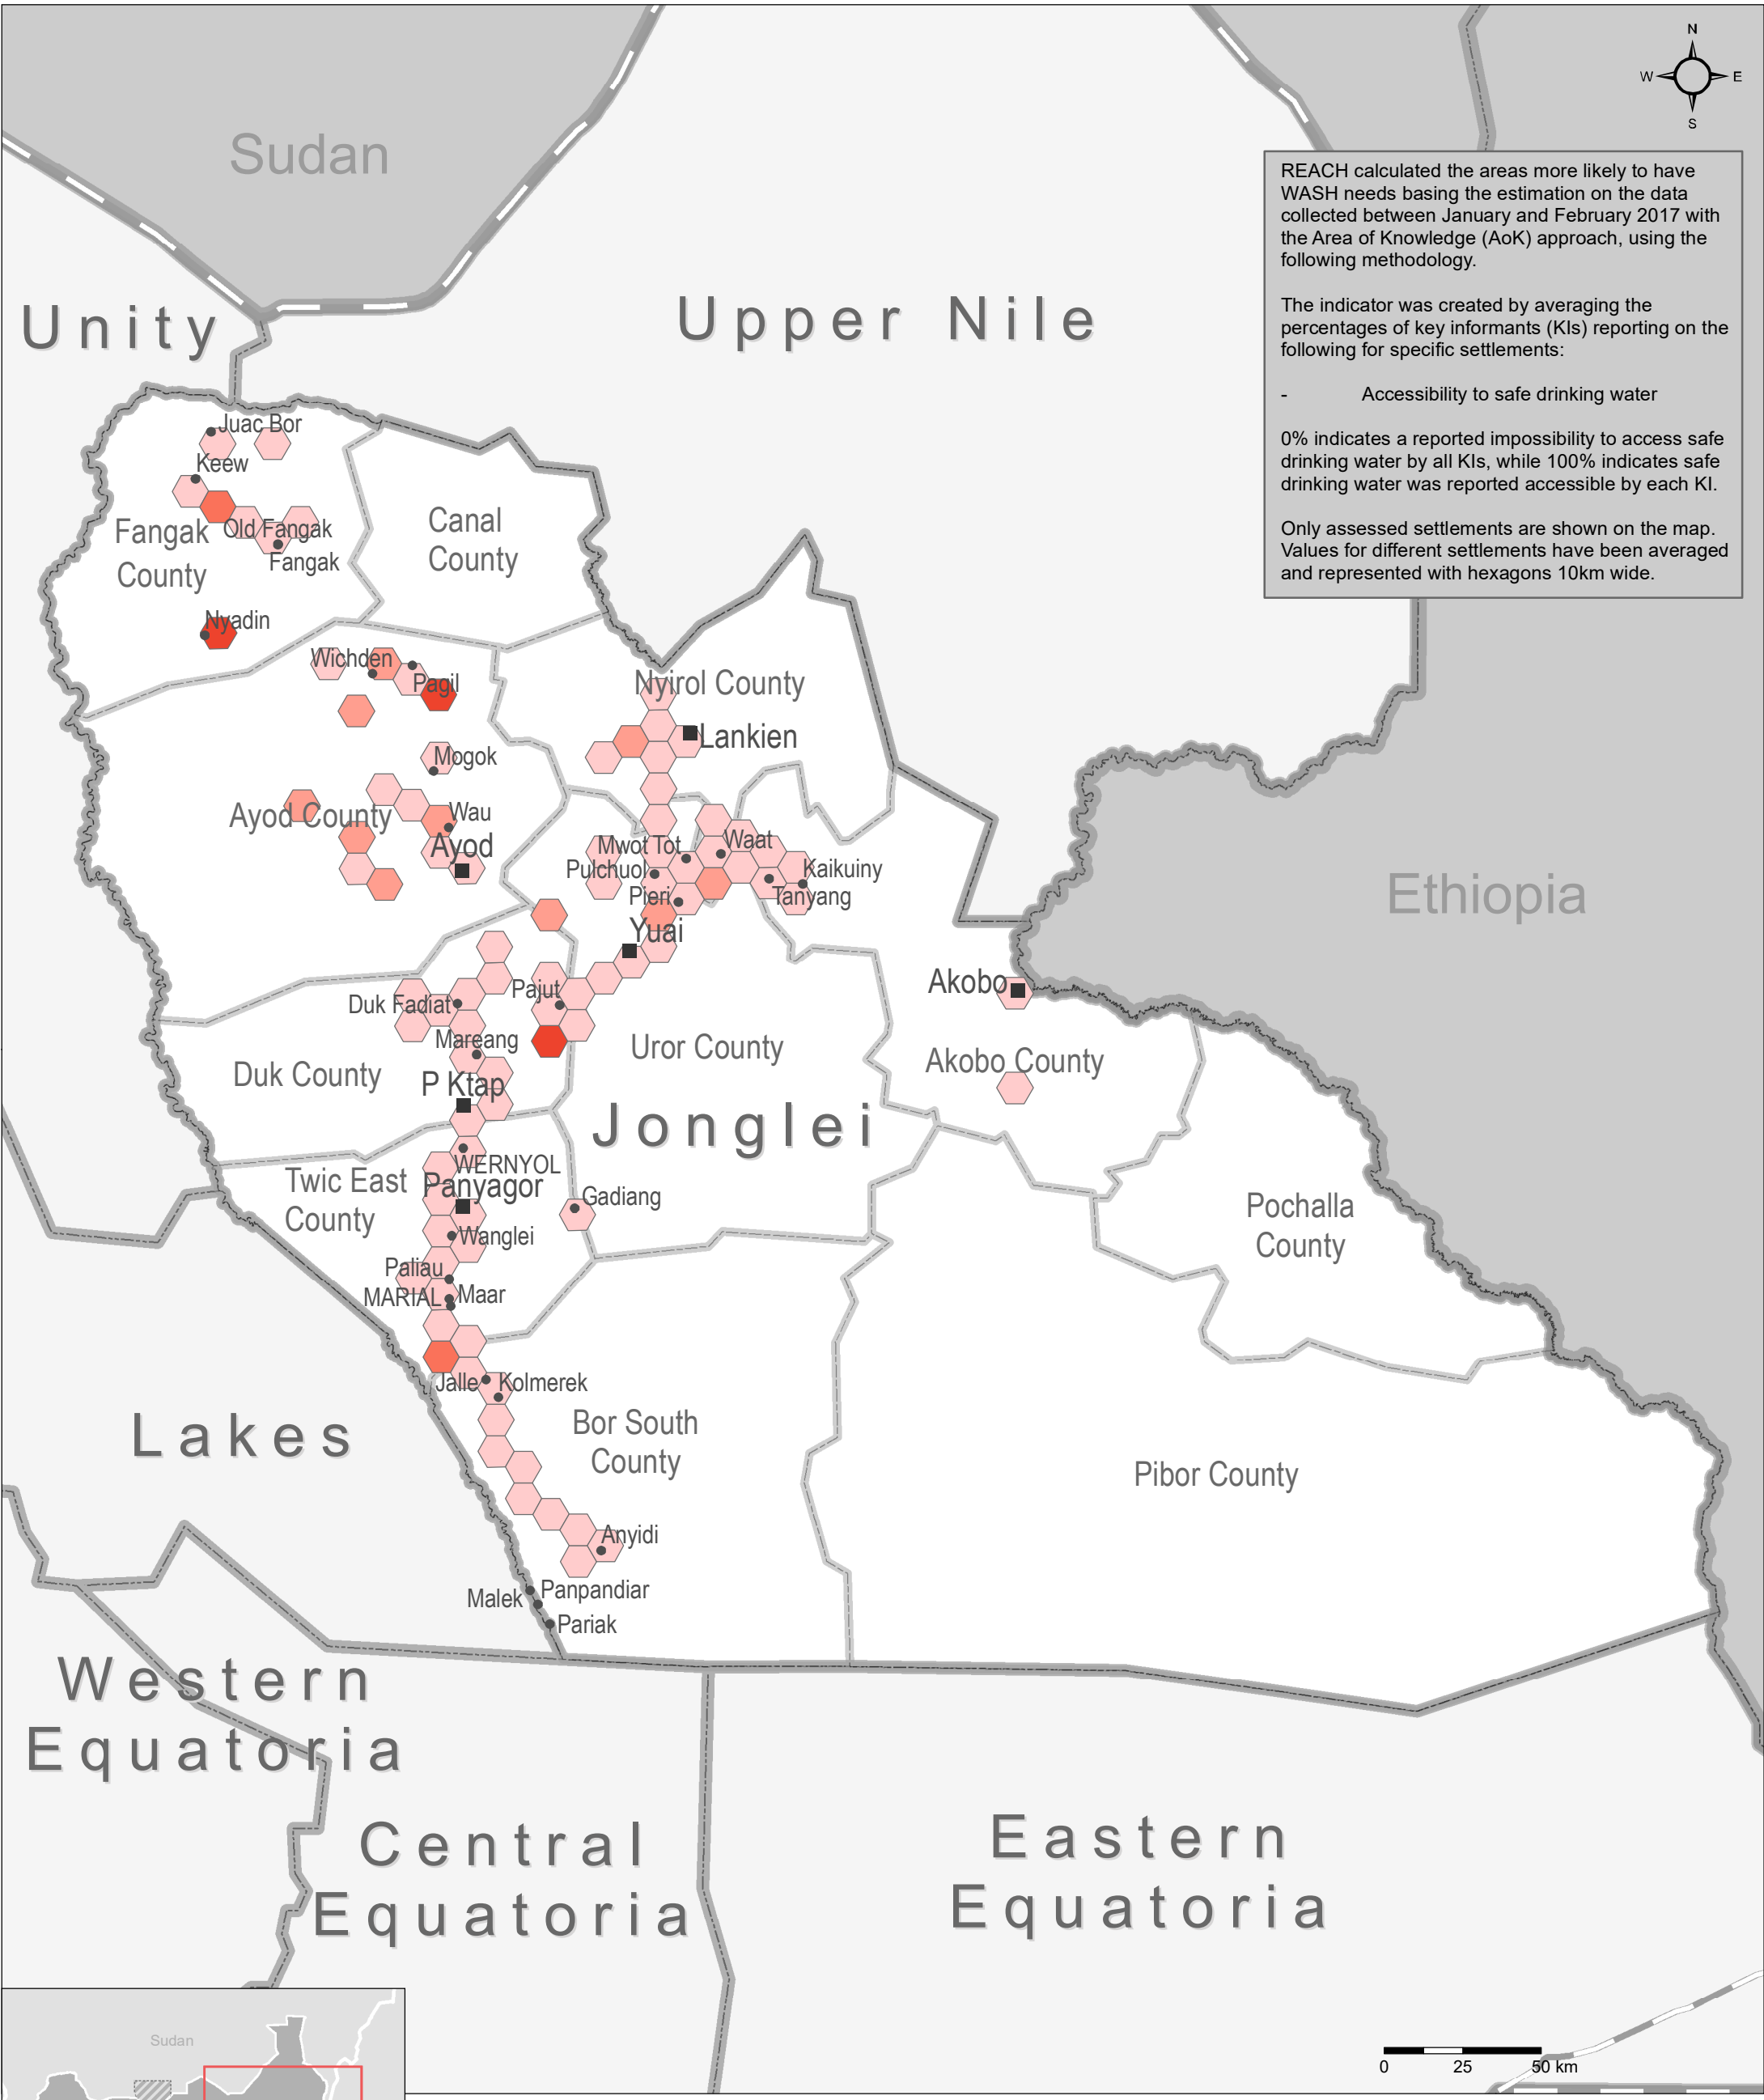 N
W
E
S
Sudan
REACH calculated the areas more likely to have
WASH needs basing the estimation on the data
collected between January and February 2017 with
the Area of Knowledge (AoK) approach, using the
following methodology.
The indicator was created by averaging the
percentages of key informants (KIs) reporting on the
following for specific settlements:
- Accessibility to safe drinking water
0% indicates a reported impossibility to access safe
drinking water by all KIs, while 100% indicates safe
drinking water was reported accessible by each KI.
Only assessed settlements are shown on the map.
Values for different settlements have been averaged
and represented with hexagons 10km wide.
Unity
Upper Nile
Juac Bor
Keew
Fangak
County
Old Fangak
Fangak
Canal
County
Nyadin
Wichden
Pagil
Nyirol County
Lankien
Mogok
Ayod County
Wau
Ayod
Mwot Tot
Waat
Pulchuol
Kaikuiny
Pieri
Tanyang
Yuai
Ethiopia
Akobo
Duk Fadiat
Pajut
Mareang
Uror County
Akobo County
Duk County
P Ktap
Jonglei
WERNYOL
Twic East
County
Panyagor
Gadiang
Wanglei
Pochalla
County
Paliau
MARIAL
Maar
Jalle
Kolmerek
Lakes
Bor South
County
Pibor County
Anyidi
Malek
Panpandiar
Pariak
Western
Equatoria
Central
Equatoria
Eastern
Equatoria
Sudan
0 25 50 km